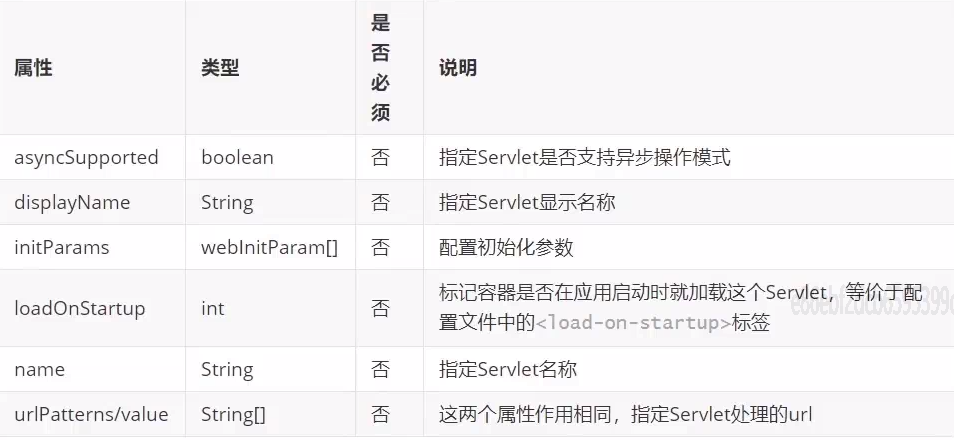 属性 类型 是否必须 说明
asyncSupported boolean 否 指定Servlet是否支持异步操作模式
displayName String 否 指定Servlet显示名称
initParams webInitParam[] 否 配置初始化参数
loadOnStartup int 否 标记容器是否在应用启动时就加载这个Servlet，等价于配
置文件中的<load-on-startup>标签
name String 否 指定Servlet名称
urlPatterns/value String[] 否 这两个属性作用相同，指定Servlet处理的url